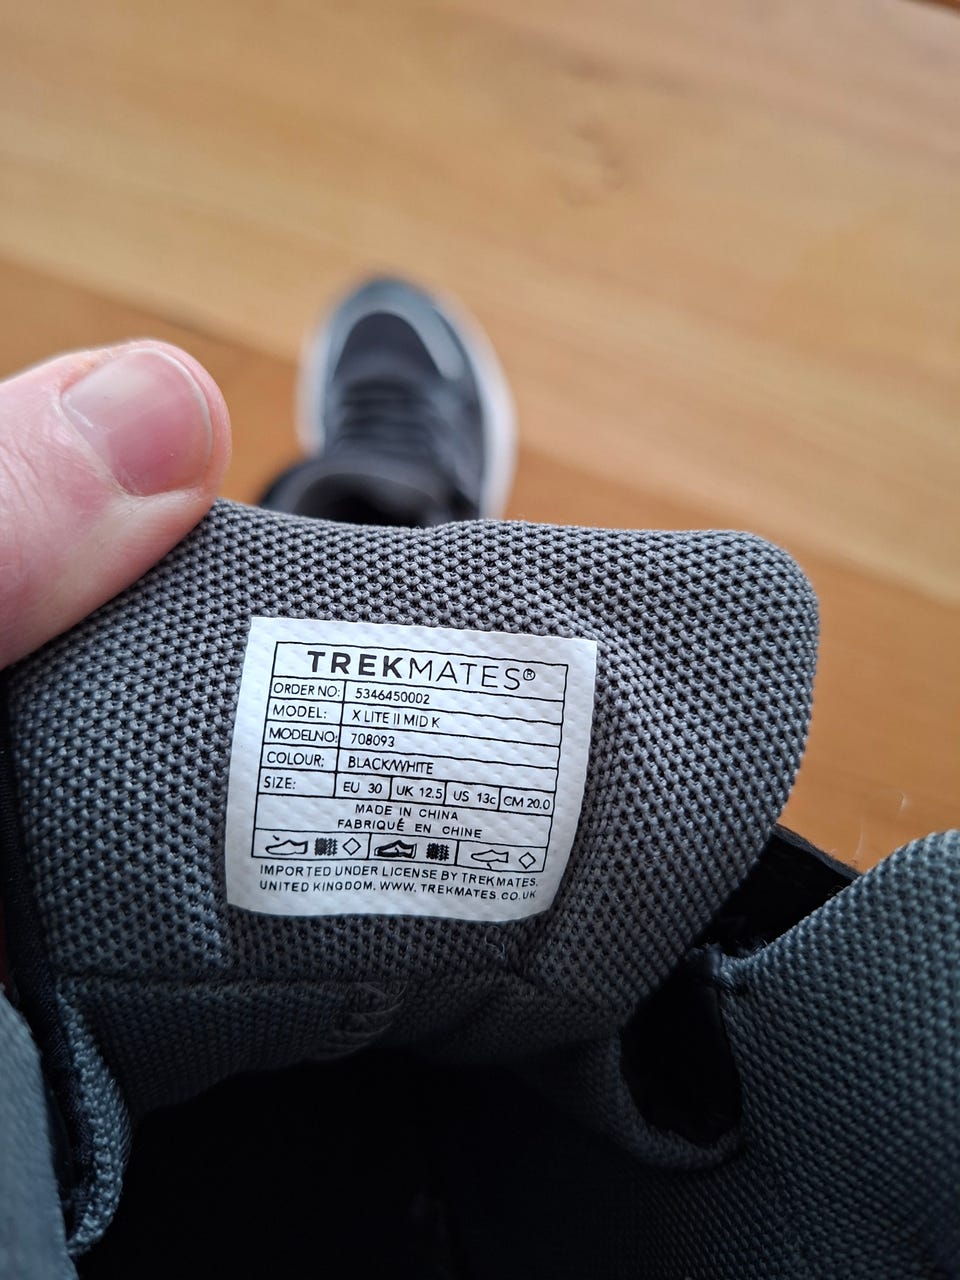 TREKMATES®
ORDER NO: 5346450002
MODEL: X LITE II MID K
MODELNO: 708093
COLOUR: BLACK/WHITE
SIZE: EU 30 UK 12.5 US 13c CM 20.0
MADE IN CHINA
FABRIQUÉ EN CHINE
IMPORTED UNDER LICENSE BY TREKMATES,
UNITED KINGDOM. WWW. TREKMATES.CO.UK